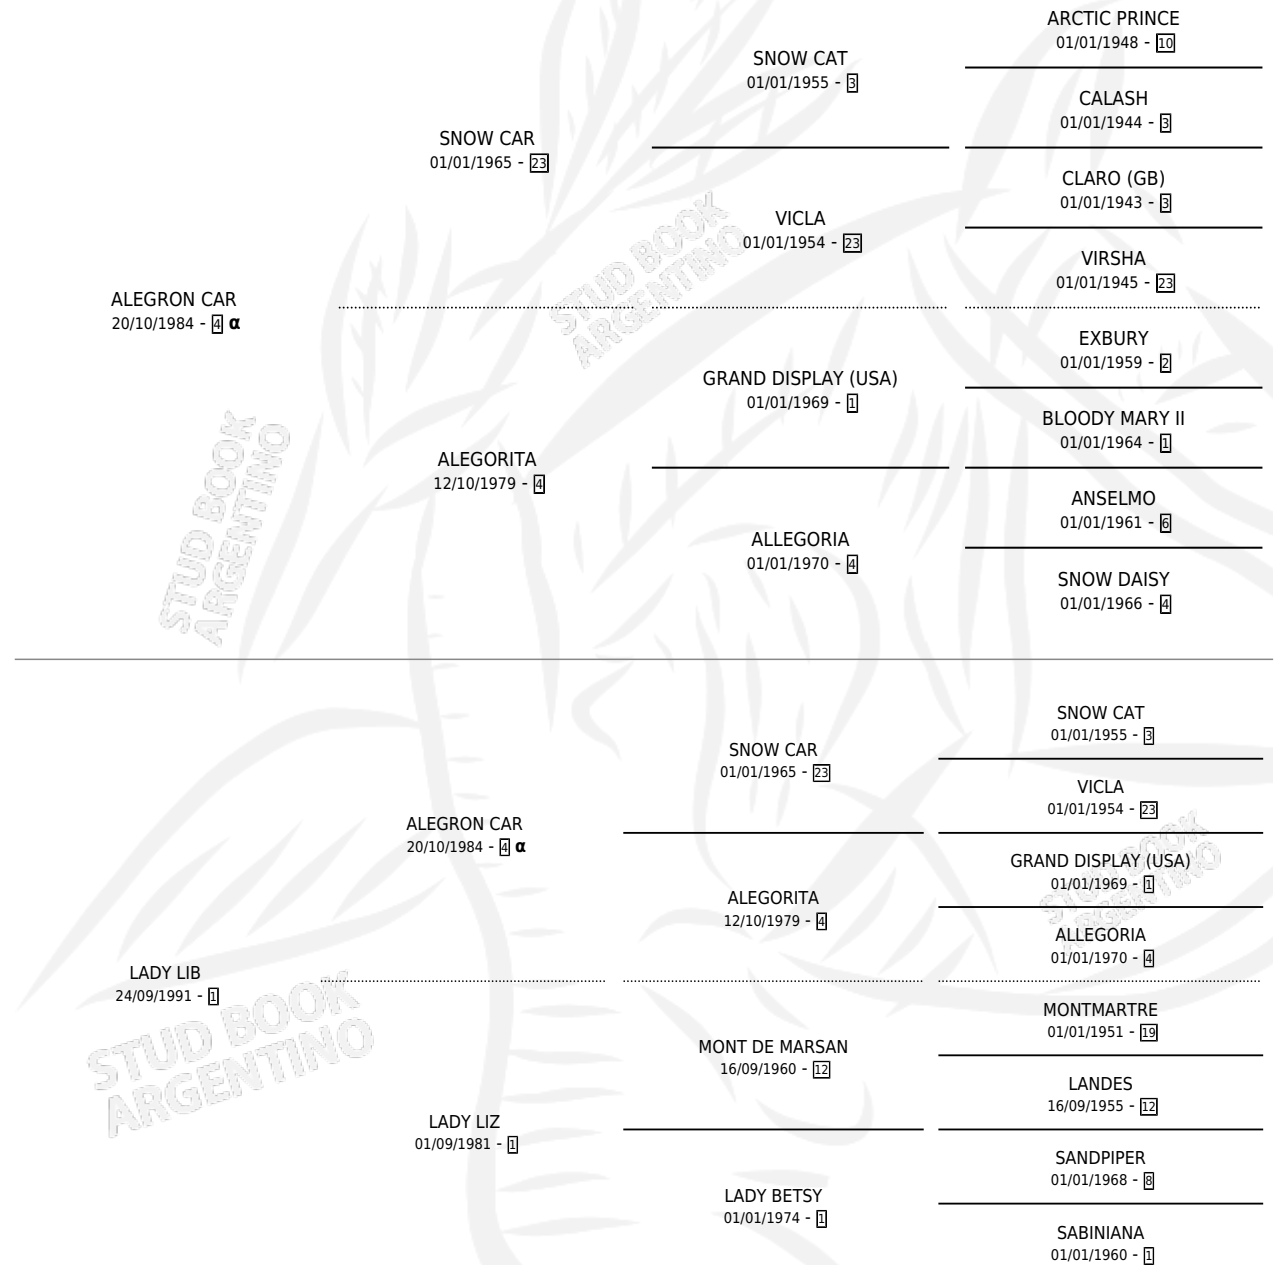 ARCTIC PRINCE
01/01/1948 - 10
SNOW CAT
01/01/1955 - 3
CALASH
01/01/1944 - 3
SNOW CAR
01/01/1965 - 23
CLARO (GB)
01/01/1943 - 3
VICLA
01/01/1954 - 23
VIRSHA
01/01/1945 - 23
ALEGRON CAR
20/10/1984 - 4 α
EXBURY
01/01/1959 - 2
GRAND DISPLAY (USA)
01/01/1969 - 1
BLOODY MARY II
01/01/1964 - 1
ALEGORITA
12/10/1979 - 4
ANSELMO
01/01/1961 - 6
ALLEGORIA
01/01/1970 - 4
SNOW DAISY
01/01/1966 - 4
STUD BOOK
ARGENTINO
STUD BOOK
ARGENTINO
SNOW CAT
01/01/1955 - 3
SNOW CAR
01/01/1965 - 23
VICLA
01/01/1954 - 23
ALEGRON CAR
20/10/1984 - 4 α
GRAND DISPLAY (USA)
01/01/1969 - 1
ALEGORITA
12/10/1979 - 4
ALLEGORIA
01/01/1970 - 4
LADY LIB
24/09/1991 - 1
MONTMARTRE
01/01/1951 - 19
MONT DE MARSAN
16/09/1960 - 12
LANDES
16/09/1955 - 12
LADY LIZ
01/09/1981 - 1
SANDPIPER
01/01/1968 - 8
LADY BETSY
01/01/1974 - 1
SABINIANA
01/01/1960 - 1
STUD BOOK
ARGENTINO
STUD BOOK
ARGENTINO